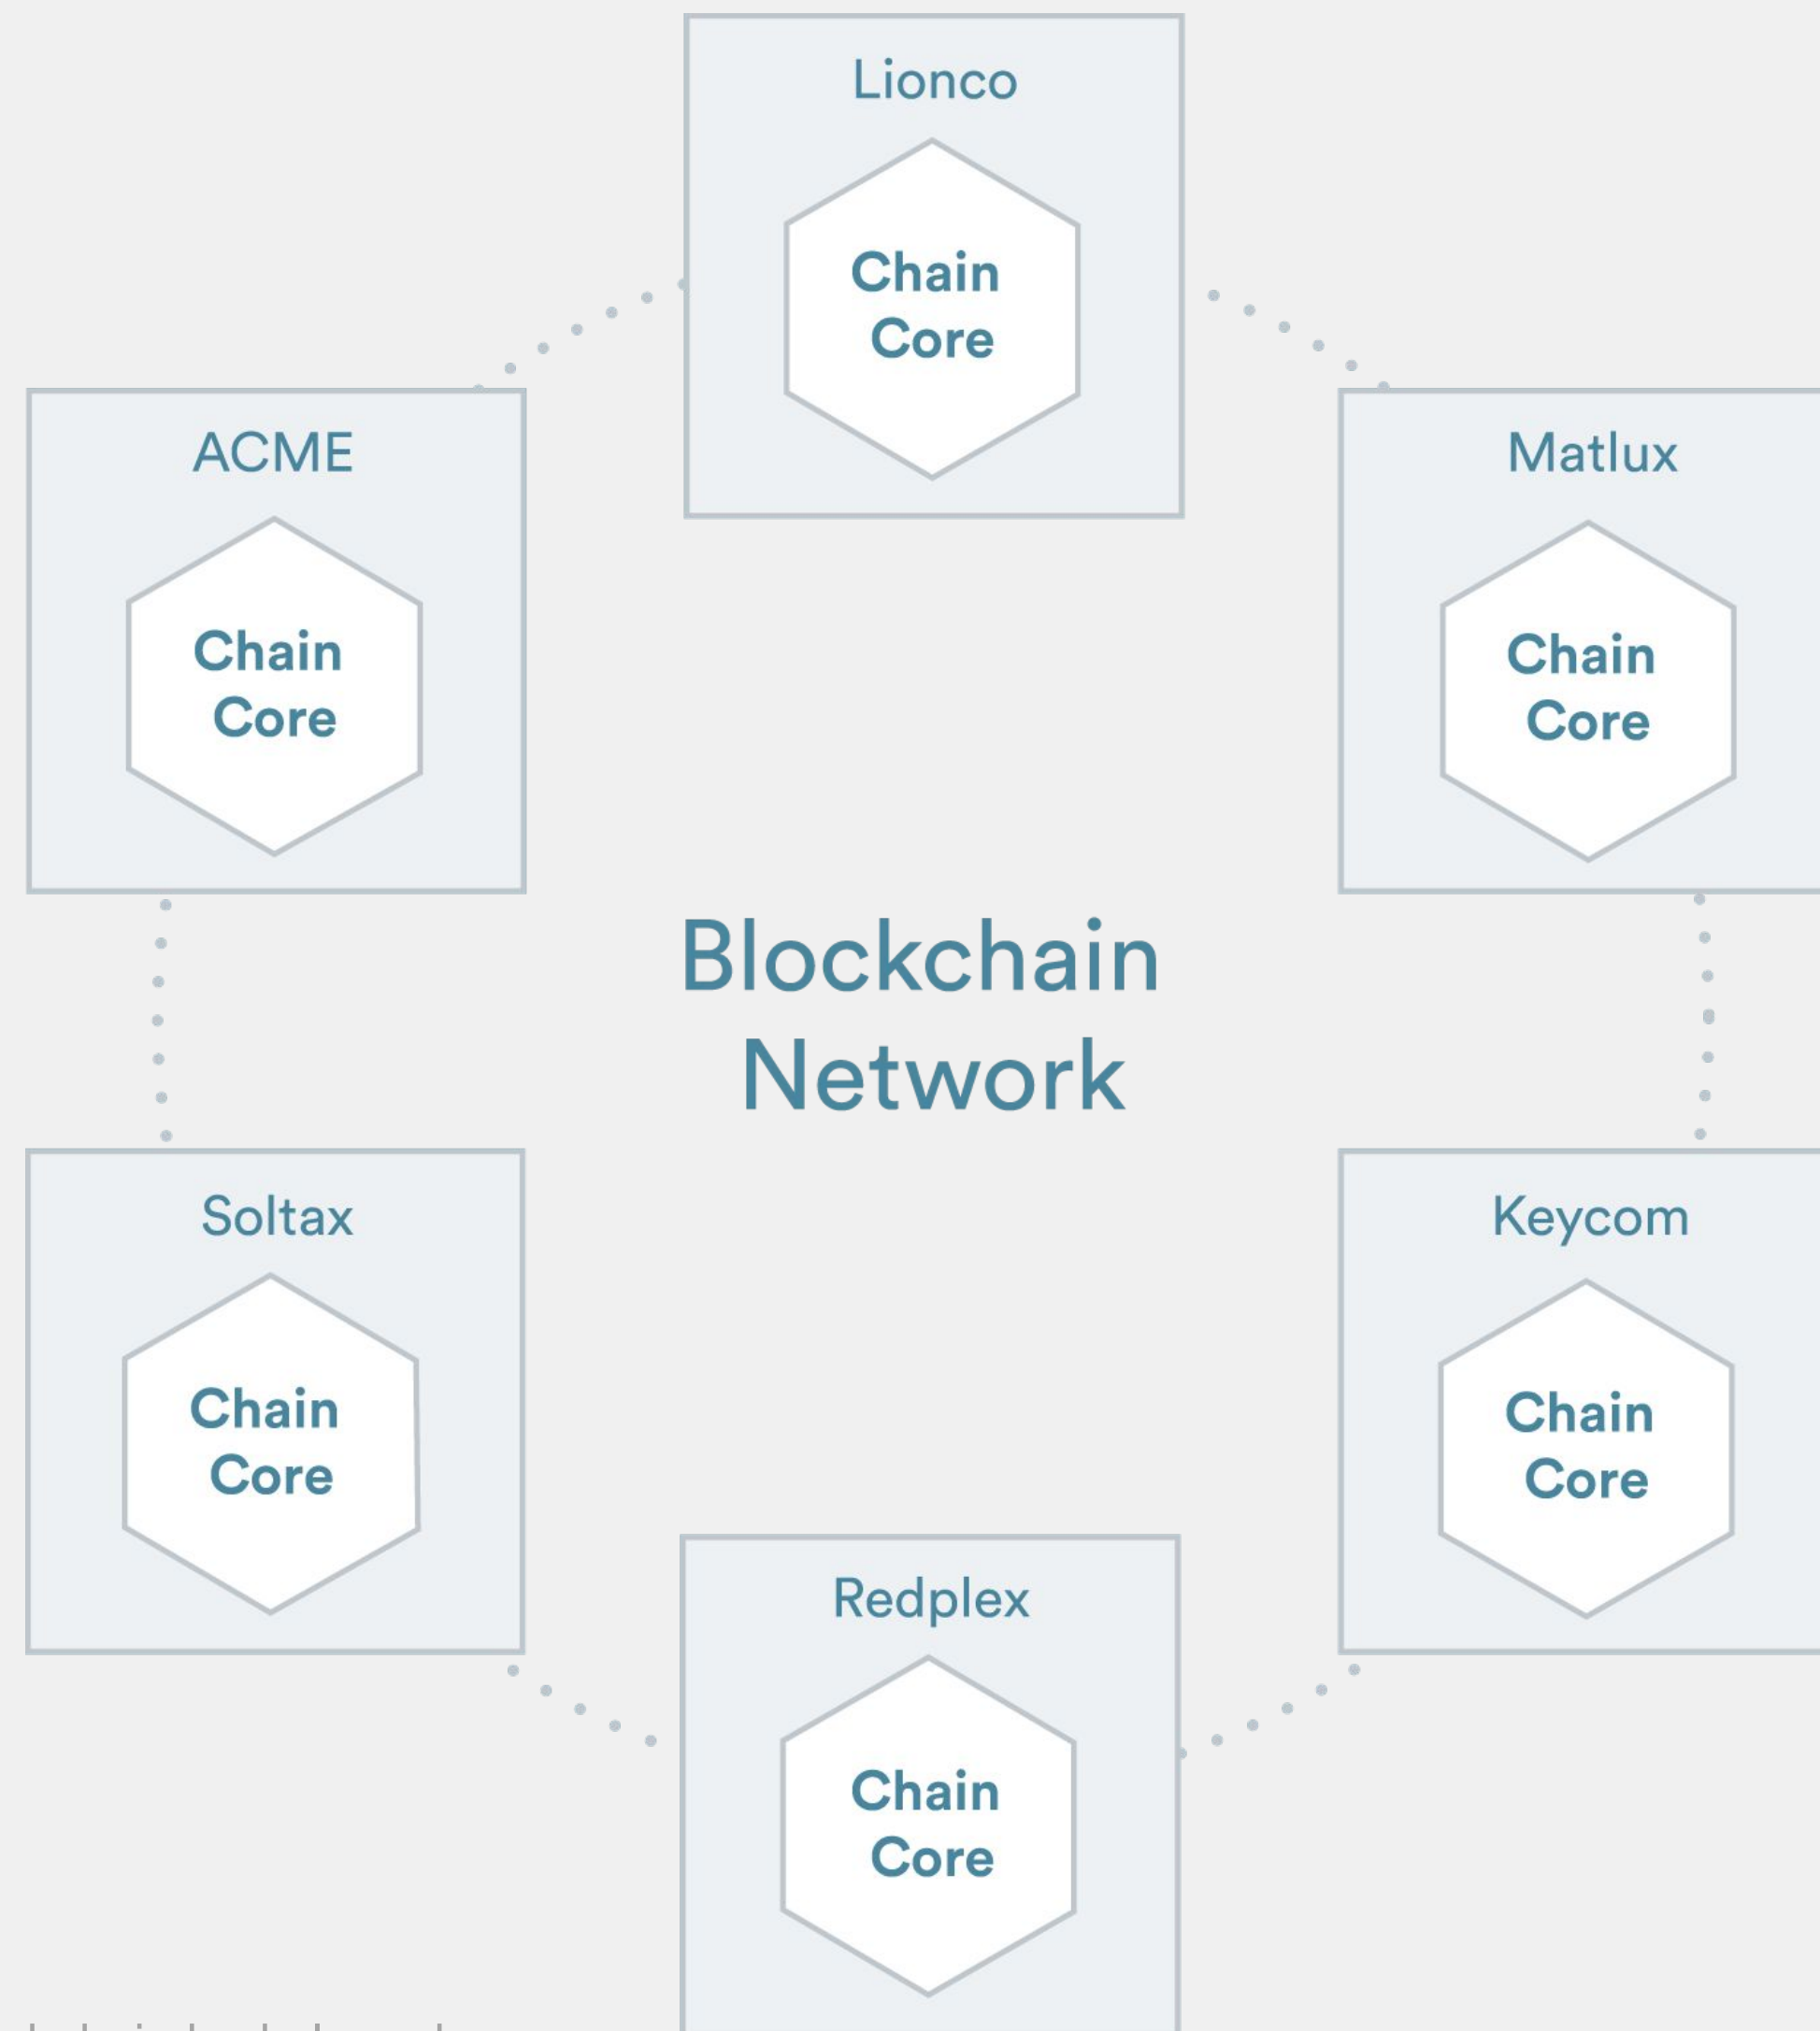 Lionco
Chain
Core
ACME
Chain
Core
Matlux
Chain
Core
Blockchain
Network
Soltax
Chain
Core
Keycom
Chain
Core
Redplex
Chain
Core